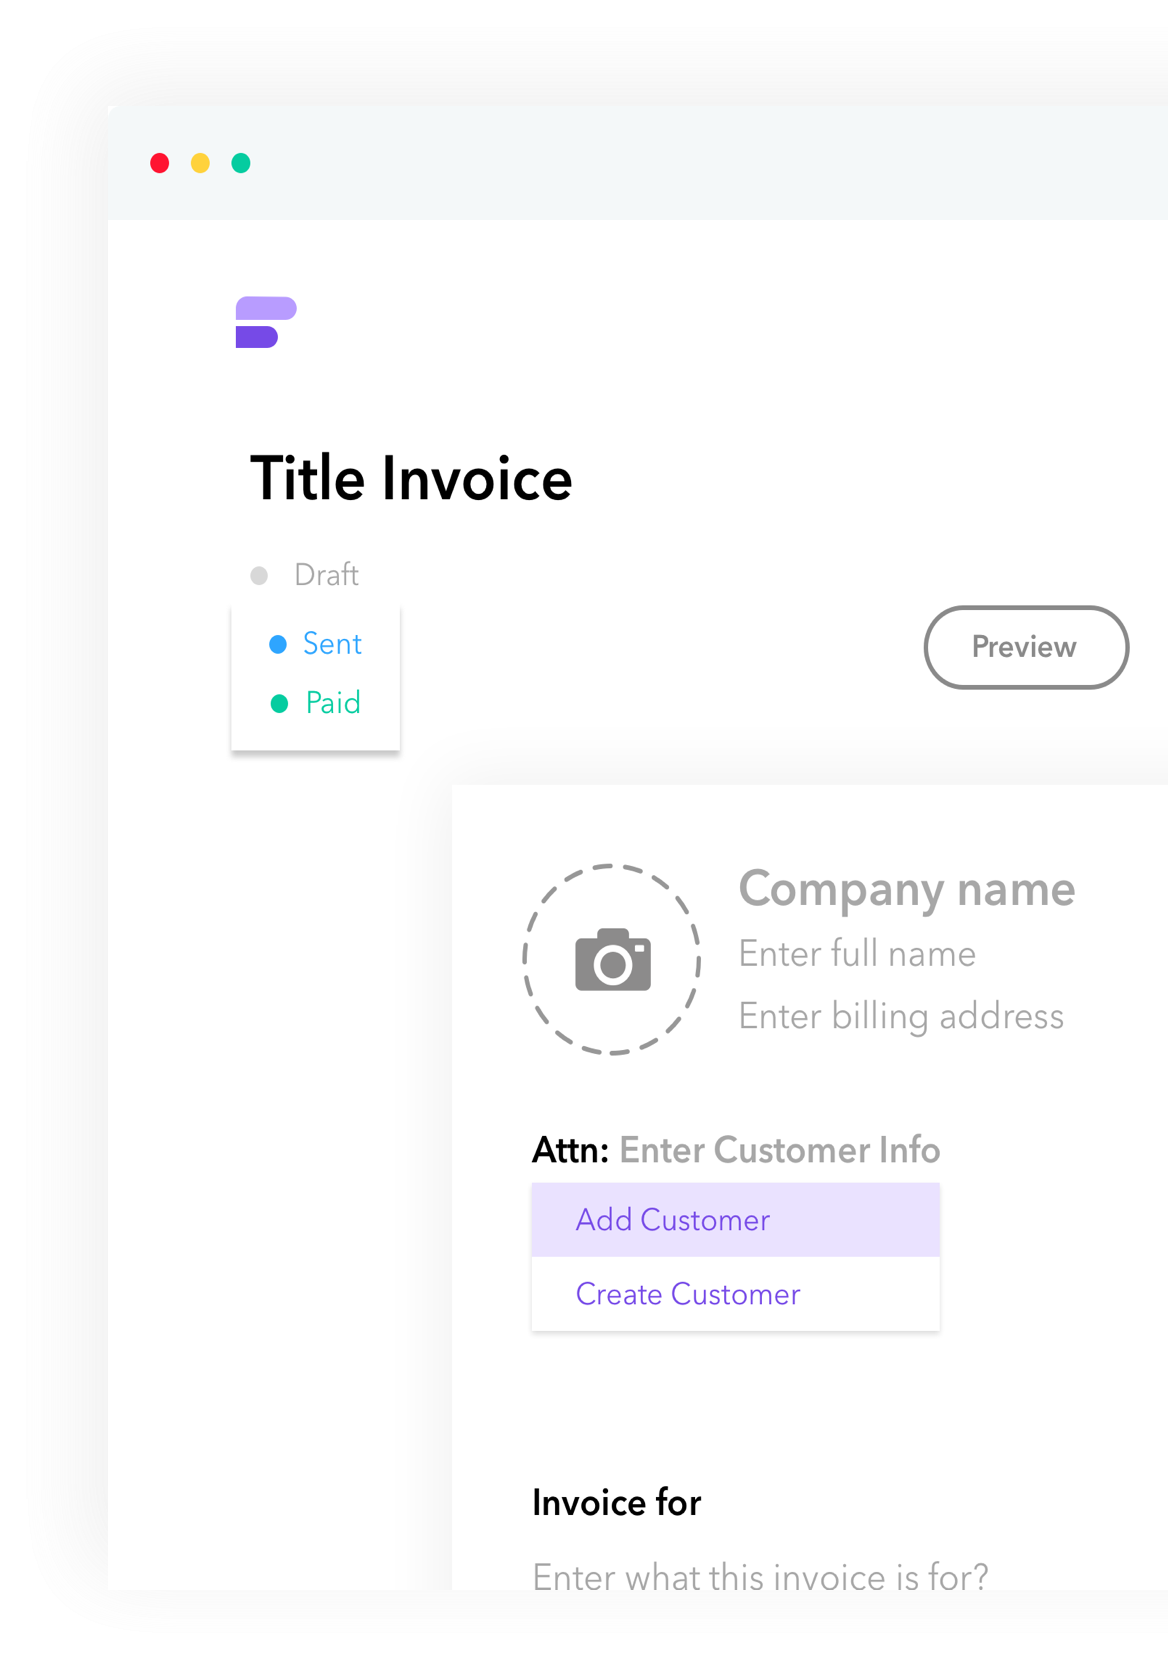 Title Invoice
Draft
Sent
Preview
Paid
Company name
Enter full name
Enter billing address
Attn: Enter Customer Info
Add Customer
Create Customer
Invoice for
Enter what this invoice is for?